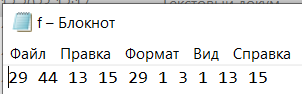 f – Блокнот
Файл Правка Формат Вид Справка
29 44 13 15 29 1 3 1 13 15